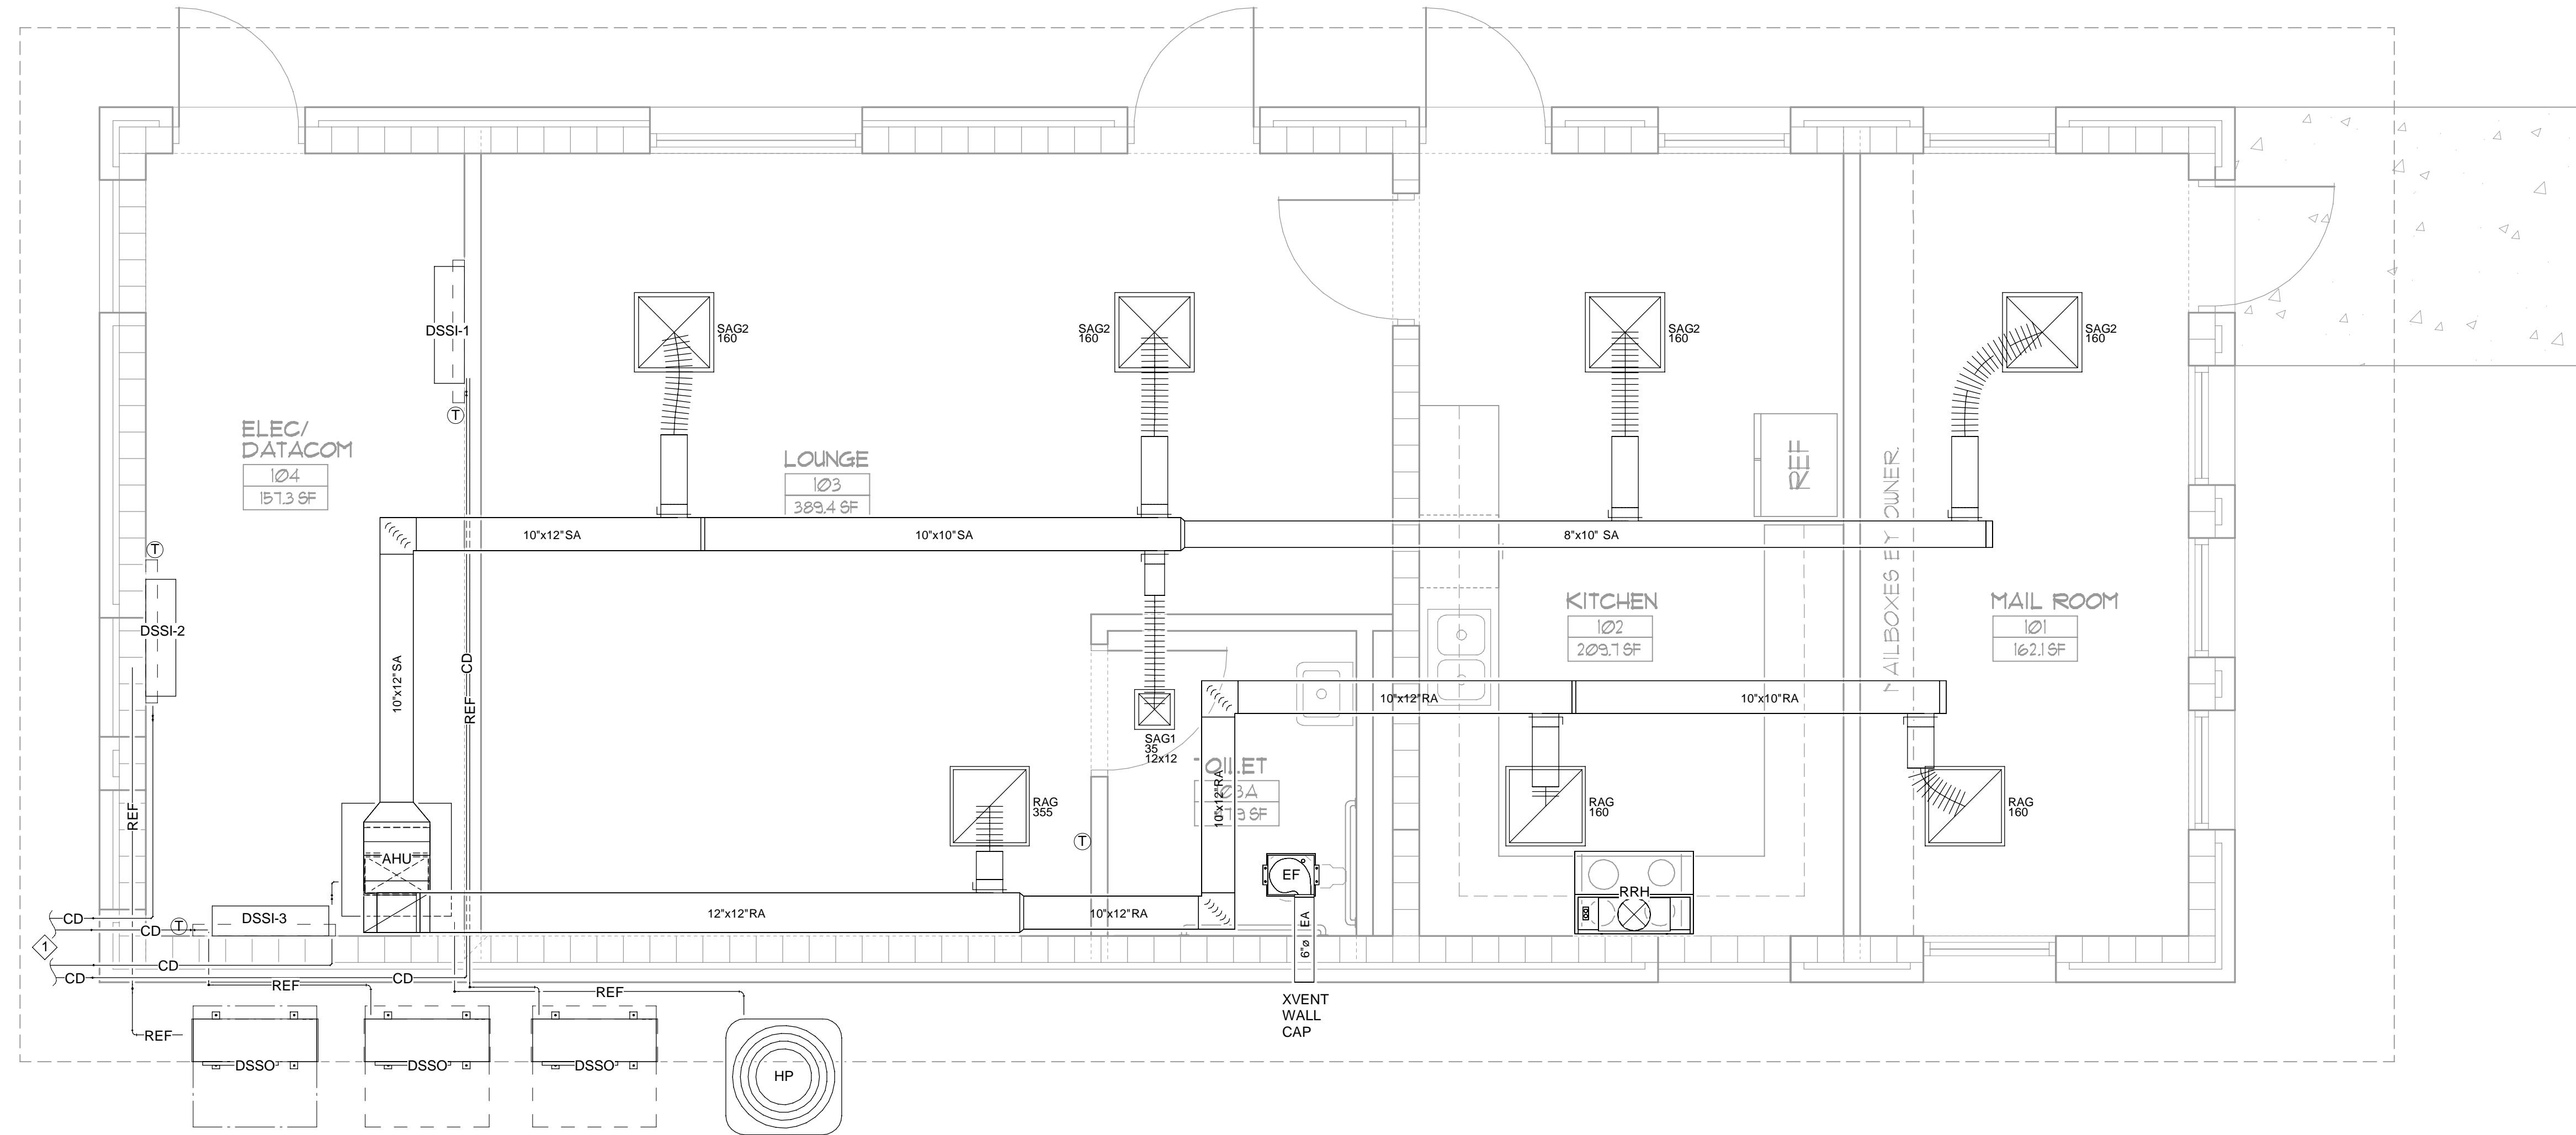 DSSI-1
SAG2
160
SAG2
160
SAG2
160
SAG2
160
T
ELEC/
DATACOM
104
157.3 SF
LOUNGE
103
389.4 SF
REF
MAILBOXES BY OWNER
10"x12"SA
10"x10"SA
8"x10" SA
T
DSSI-2
10"x12"SA
CD
REF
KITCHEN
102
209.7 SF
MAIL ROOM
101
162.1 SF
10"x12"RA
10"x10"RA
SAG1
35
12x12
TOILET
10"x12"RA
RAG
355
RAG
160
RAG
160
REF
T
AHU
EF
RRH
DSSI-3
T
12"x12"RA
10"x12"RA
6"ø EA
CD
CD
1
CD
CD
CD
REF
REF
XVENT
WALL
CAP
REF
DSSO
DSSO
DSSO
HP